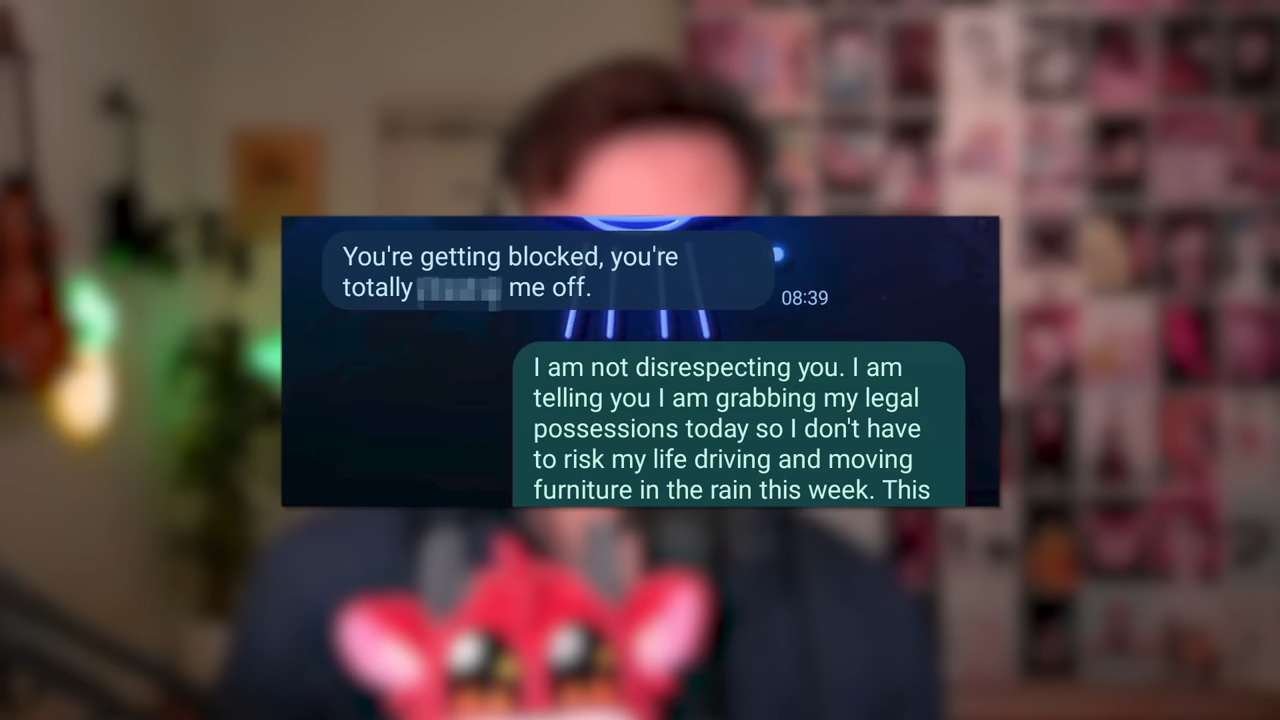 You're getting blocked, you're
totally me off.
08:39
I am not disrespecting you. I am
telling you I am grabbing my legal
possessions today so I don't have
to risk my life driving and moving
furniture in the rain this week. This